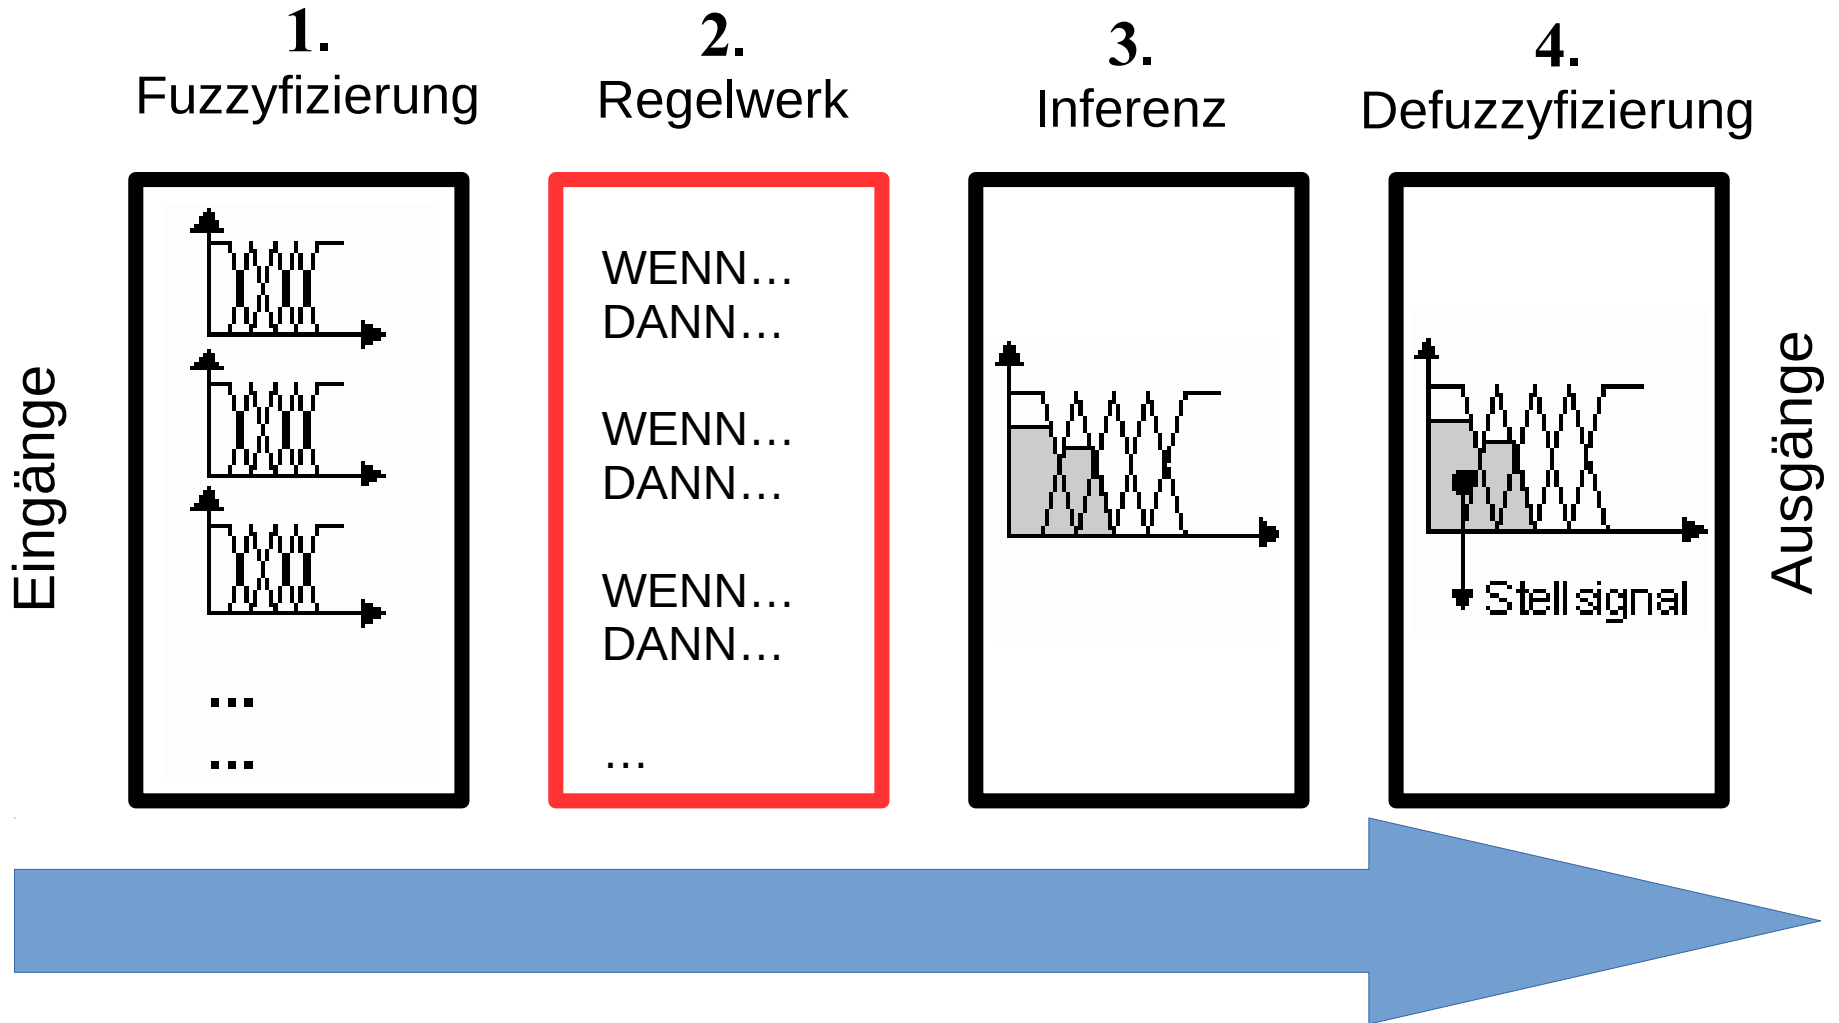 1.
Fuzzyfizierung
2.
Regelwerk
3.
Inferenz
4.
Defuzzyfizierung
Eingänge
...
...
WENN…
DANN…
WENN…
DANN…
WENN…
DANN…
…
Stellsignal
Ausgänge